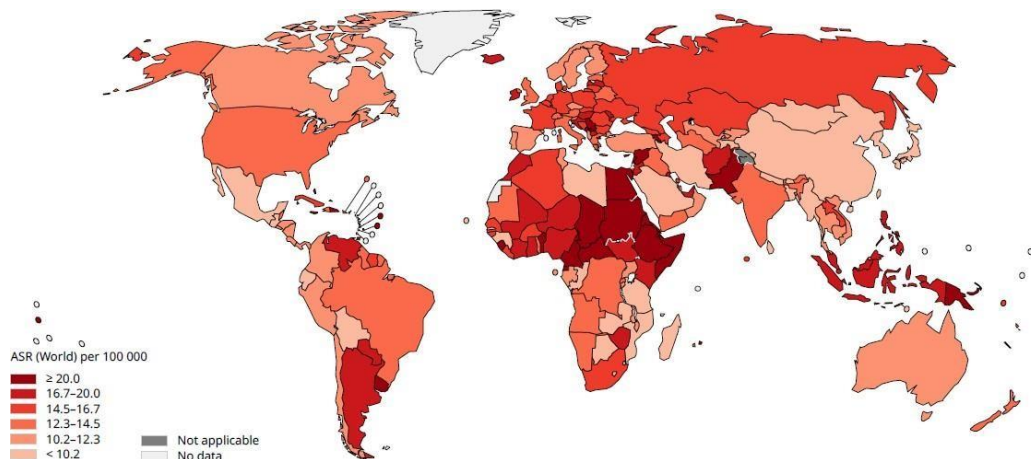 ASR (World) per 100 000
≥ 20.0
16.7–20.0
14.5–16.7
12.3–14.5
10.2–12.3
< 10.2
Not applicable
No data